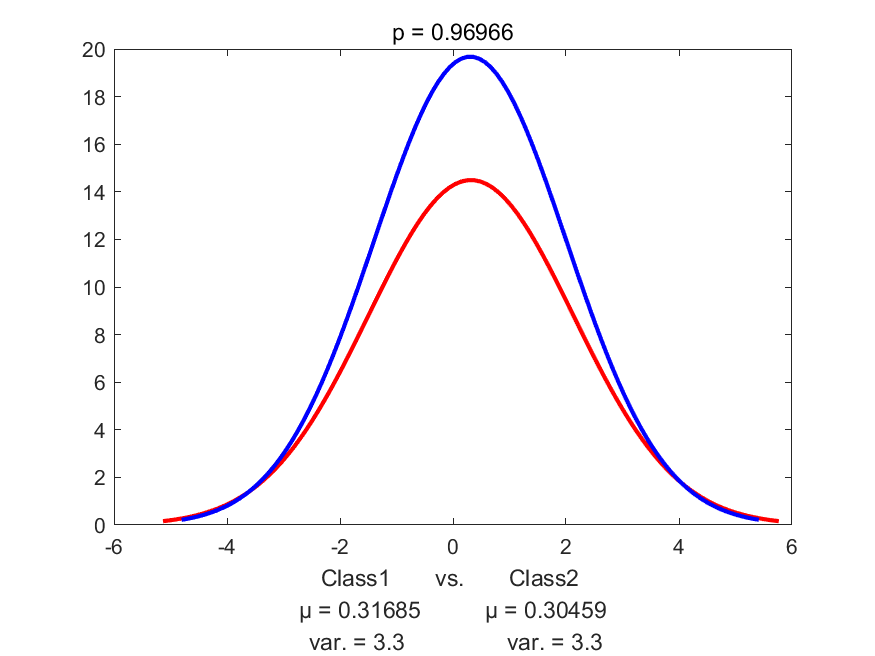 p = 0.96966
20
18
16
14
12
10
8
6
4
2
0
-6 -4 -2 0 2 4 6
Class1 vs. Class2
μ = 0.31685 μ = 0.30459
var. = 3.3 var. = 3.3